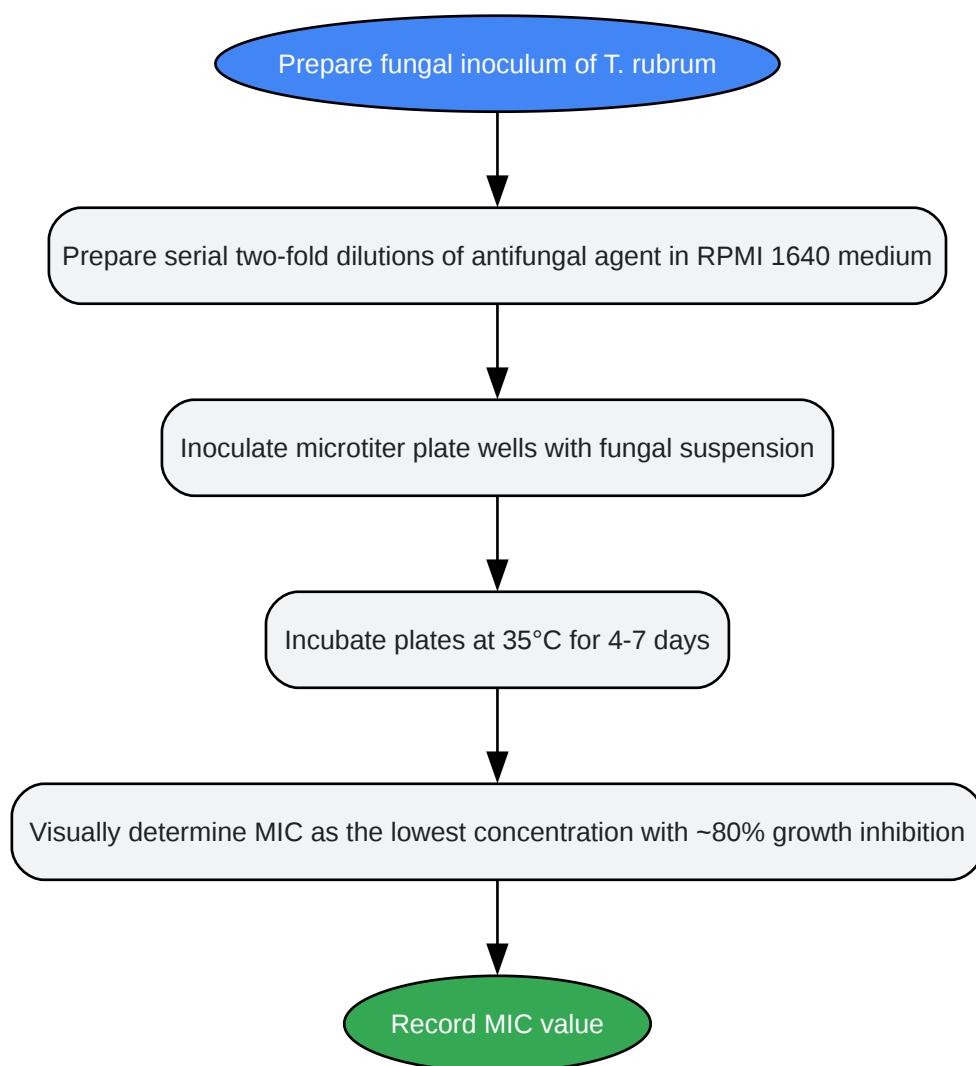 Prepare fungal inoculum of T. rubrum
Prepare serial two-fold dilutions of antifungal agent in RPMI 1640 medium
Inoculate microtiter plate wells with fungal suspension
Incubate plates at 35°C for 4-7 days
Visually determine MIC as the lowest concentration with ~80% growth inhibition
Record MIC value